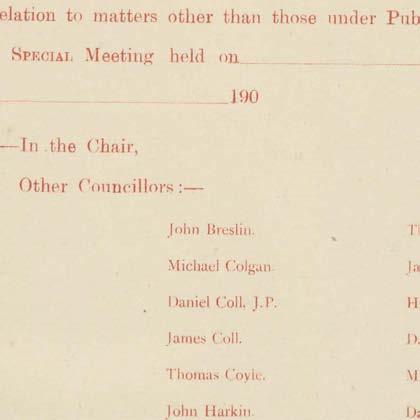 elation to matters other than those under Pub
Special Meeting held on
190
—In the Chair,
Other Councillors:—
John Breslin.
Michael Colgan.
Daniel Coll, J.P.
James Coll.
Thomas Coyle.
John Harkin.